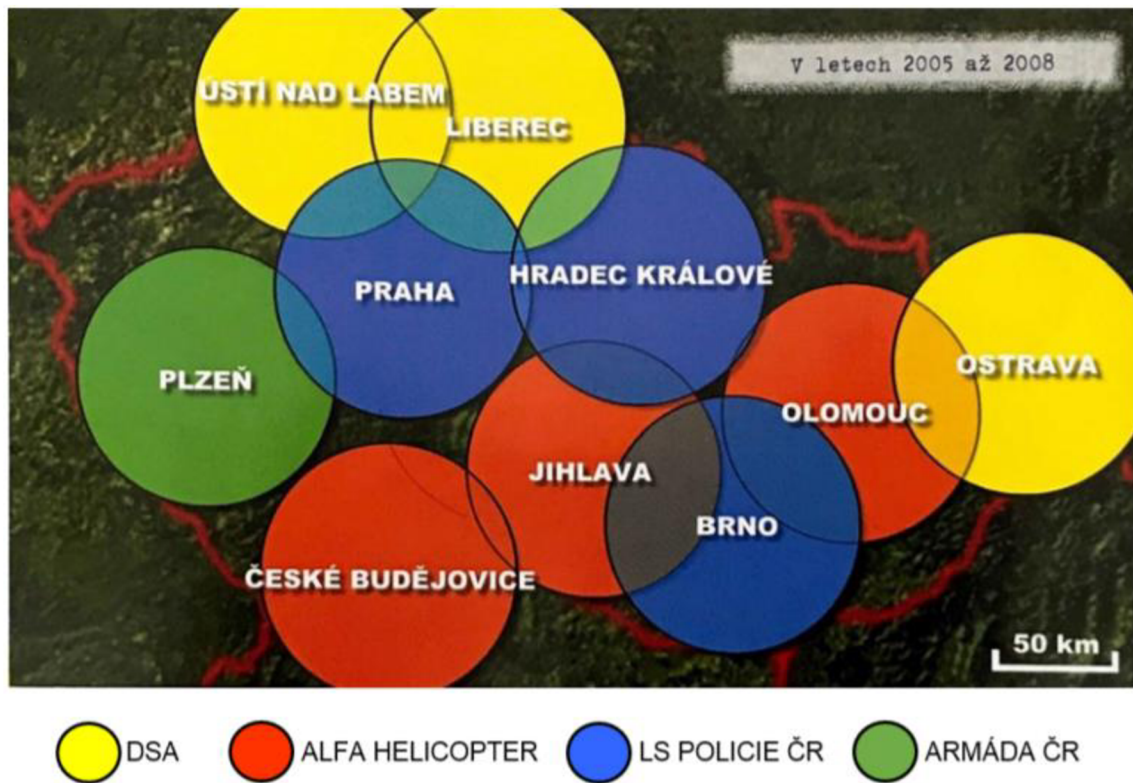 V letech 2005 až 2008
ÚSTÍ NAD LABEM
LIBEREC
PRAHA
HRADEC KRÁLOVÉ
PLZEŇ
OSTRAVA
OLOMOUC
JIHLAVA
BRNO
ČESKÉ BUDĚJOVICE
50 km
DSA
ALFA HELICOPTER
LS POLICIE ČR
ARMÁDA ČR